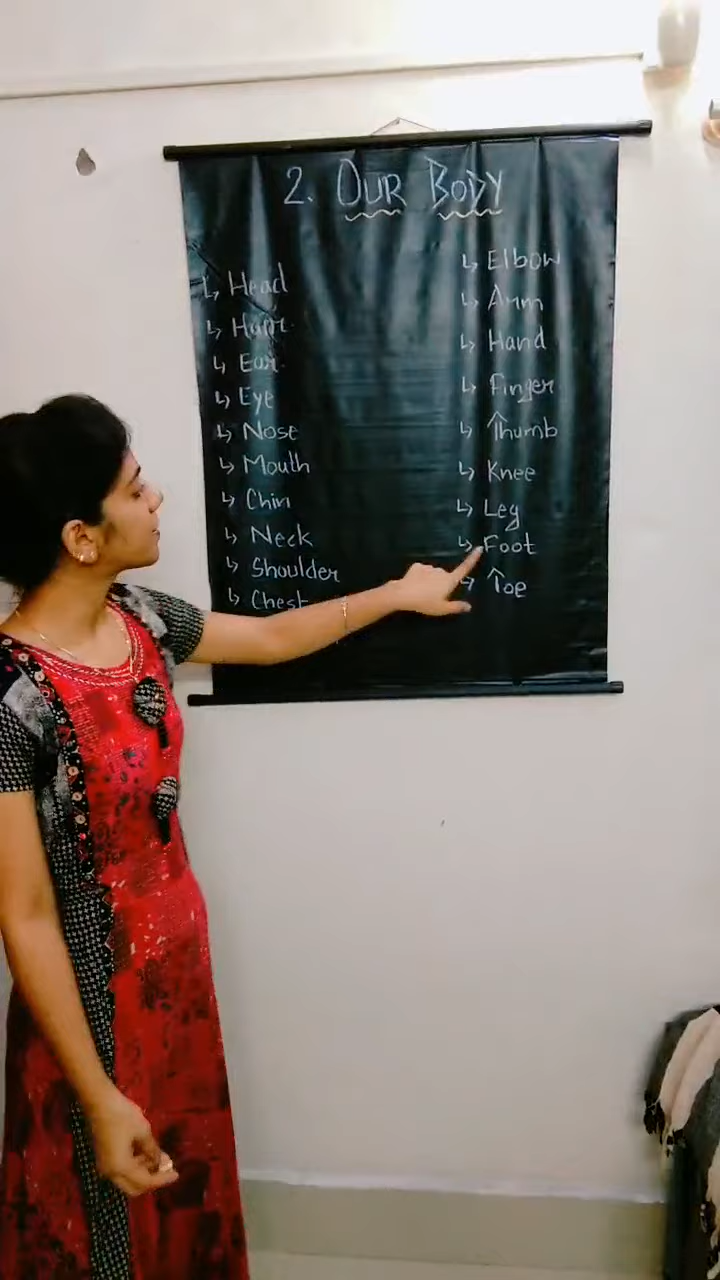 2. OUR BODY
↳ Head
↳ Hair
↳ Ear
↳ Eye
↳ Nose
↳ Mouth
↳ Chin
↳ Neck
↳ Shoulder
↳ Chest
↳ Elbow
↳ Arm
↳ Hand
↳ Finger
↳ Thumb
↳ Knee
↳ Leg
↳ Foot
↳ Toe